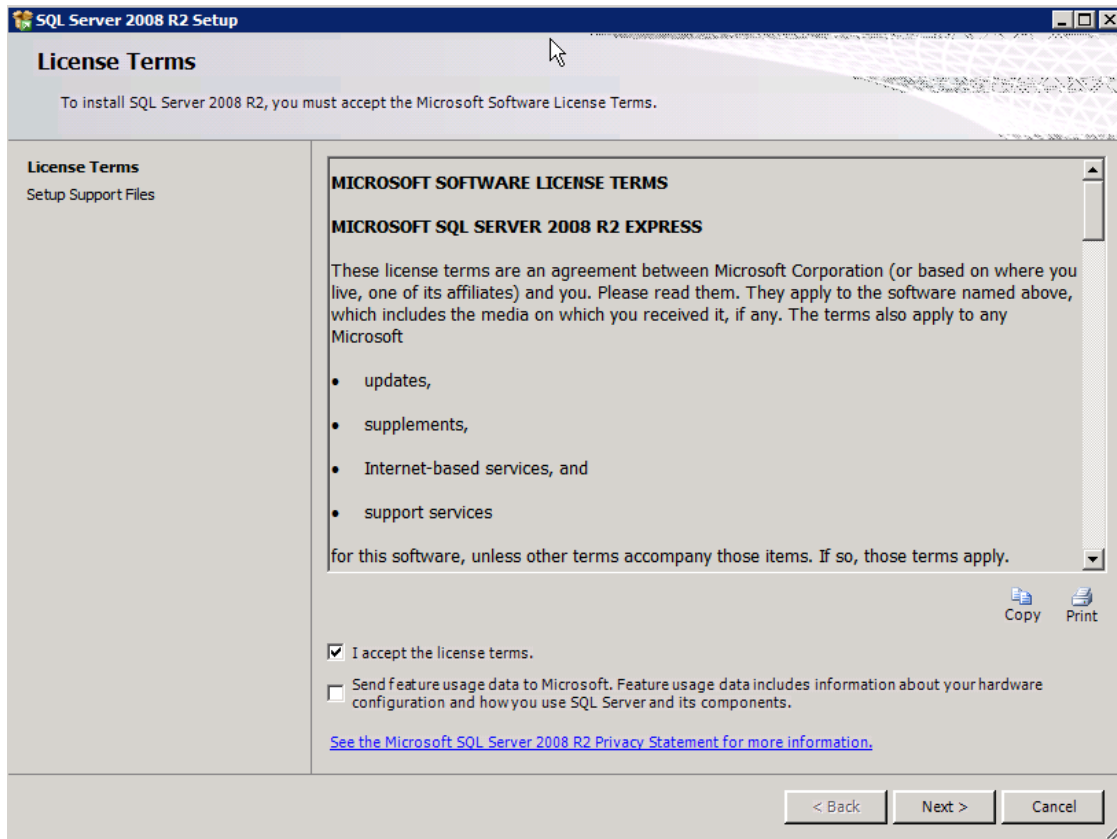 SQL Server 2008 R2 Setup
License Terms
To install SQL Server 2008 R2, you must accept the Microsoft Software License Terms.
License Terms
Setup Support Files
MICROSOFT SOFTWARE LICENSE TERMS
MICROSOFT SQL SERVER 2008 R2 EXPRESS
These license terms are an agreement between Microsoft Corporation (or based on where you
live, one of its affiliates) and you. Please read them. They apply to the software named above,
which includes the media on which you received it, if any. The terms also apply to any
Microsoft
• updates,
• supplements,
• Internet-based services, and
• support services
for this software, unless other terms accompany those items. If so, those terms apply.
Copy Print
I accept the license terms.
Send feature usage data to Microsoft. Feature usage data includes information about your hardware
configuration and how you use SQL Server and its components.
See the Microsoft SQL Server 2008 R2 Privacy Statement for more information.
< Back Next > Cancel